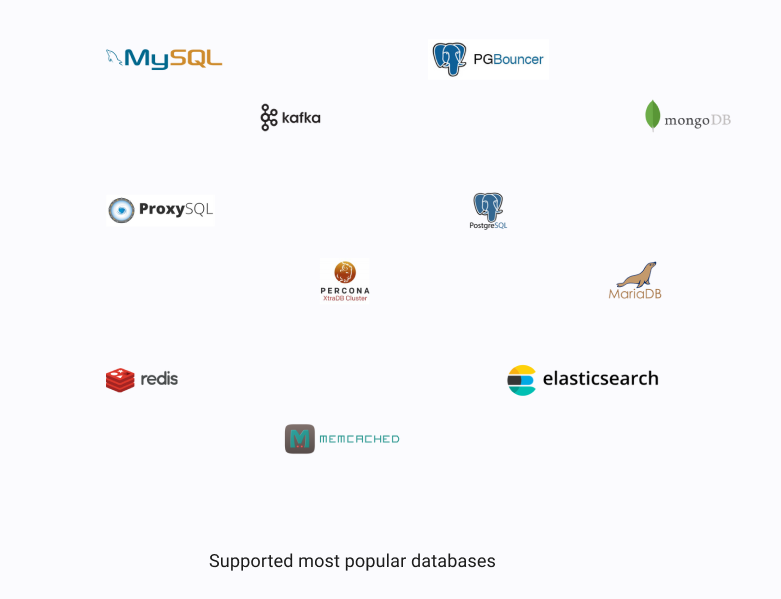 MySQL
PGBouncer
kafka
mongoDB
ProxySQL
PostgreSQL
PERCONA
XtraDB Cluster
MariaDB
redis
elasticsearch
M
MEMCACHED
Supported most popular databases